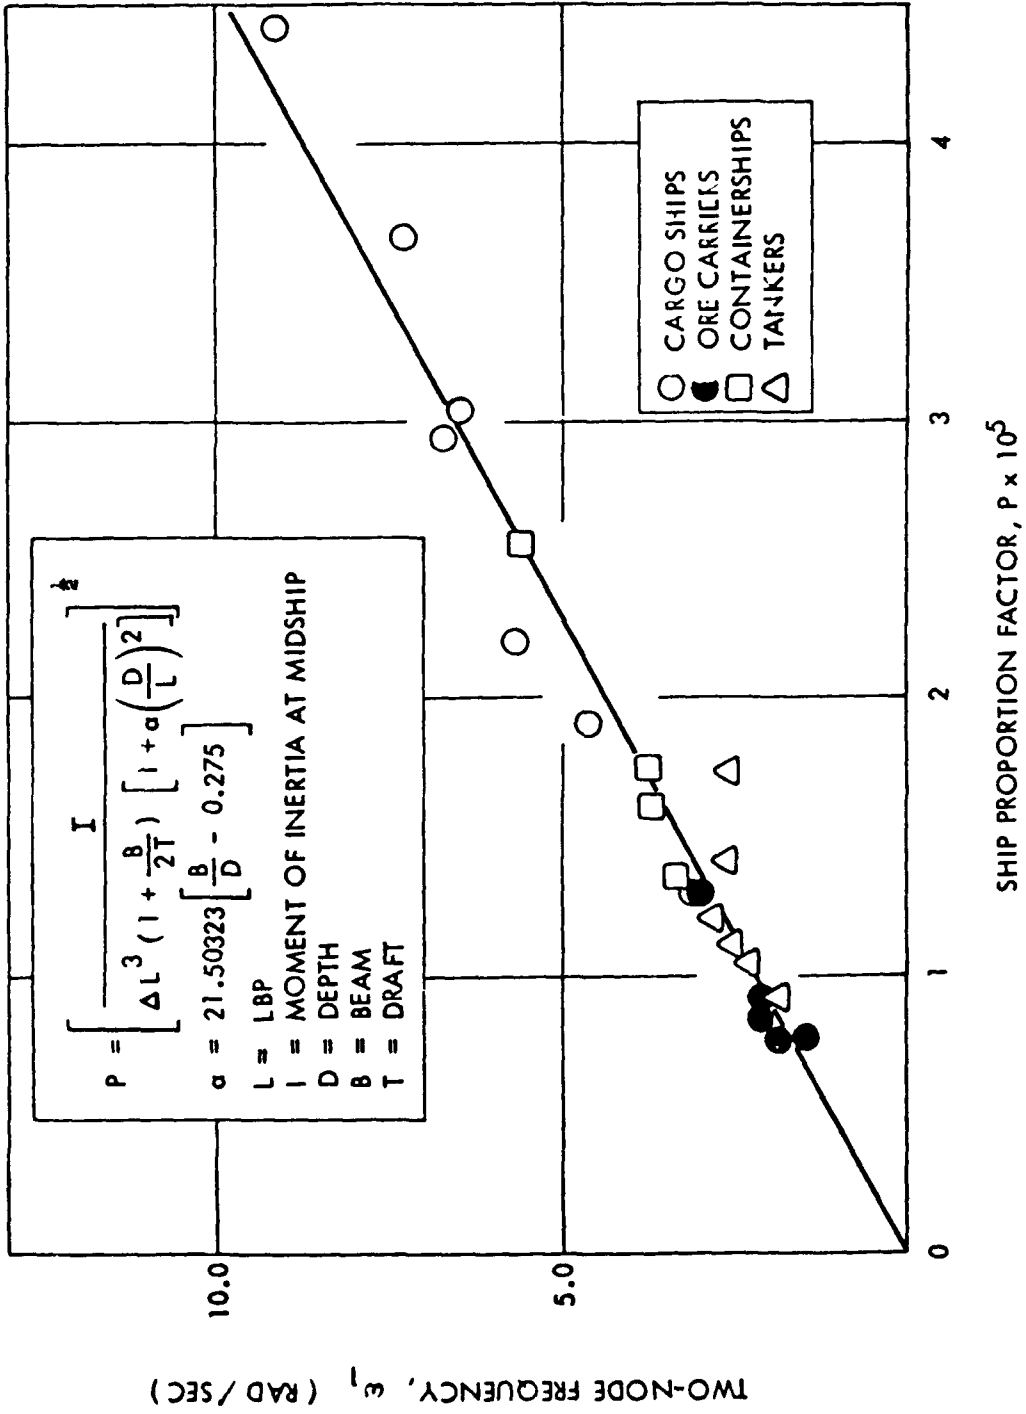 P = [ I / ΔL³ (1 + B/2T) [1 + α(D/L)²] ]^½
α = 21.50323 [B/D - 0.275]
L = LBP
I = MOMENT OF INERTIA AT MIDSHIP
D = DEPTH
B = BEAM
T = DRAFT
CARGO SHIPS
ORE CARRIERS
CONTAINERSHIPS
TANKERS
10.0
5.0
0
1
2
3
4
TWO-NODE FREQUENCY, ω₁ (RAD/SEC)
SHIP PROPORTION FACTOR, P x 10⁵